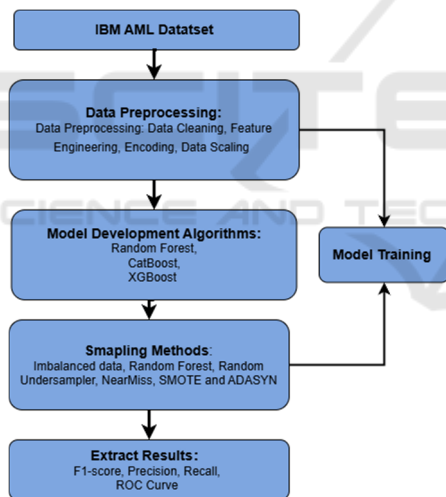 IBM AML Datatset
Data Preprocessing:
Data Preprocessing: Data Cleaning, Feature
Engineering, Encoding, Data Scaling
Model Development Algorithms:
Random Forest,
CatBoost,
XGBoost
Model Training
Smapling Methods:
Imbalanced data, Random Forest, Random
Undersampler, NearMiss, SMOTE and ADASYN
Extract Results:
F1-score, Precision, Recall,
ROC Curve